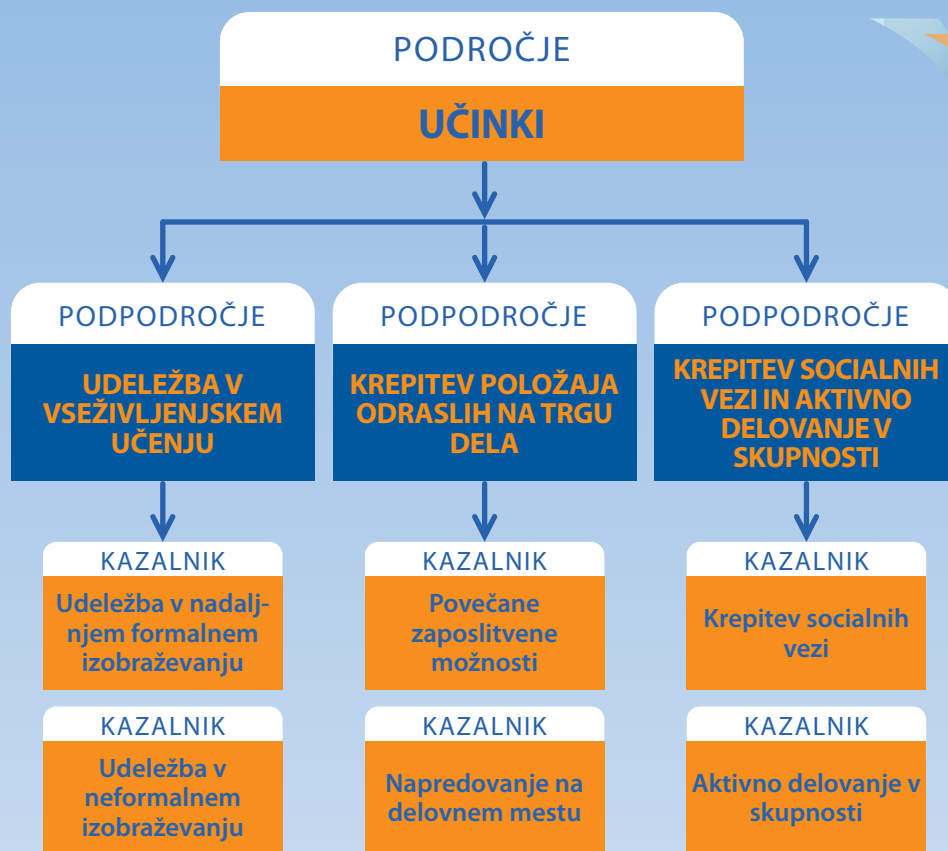 PODROČJE
UČINKI
PODPODROČJE
UDELEŽBA V
VSEŽIVLJENJSKEM
UČENJU
PODPODROČJE
KREPITEV POLOŽAJA
ODRASLIH NA TRGU
DELA
PODPODROČJE
KREPITEV SOCIALNIH
VEZI IN AKTIVNO
DELOVANJE V
SKUPNOSTI
KAZALNIK
Udeležba v nadalj-
njem formalnem
izobraževanju
KAZALNIK
Povečane
zaposlitvene
možnosti
KAZALNIK
Krepitev socialnih
vezi
KAZALNIK
Udeležba v
neformalnem
izobraževanju
KAZALNIK
Napredovanje na
delovnem mestu
KAZALNIK
Aktivno delovanje v
skupnosti